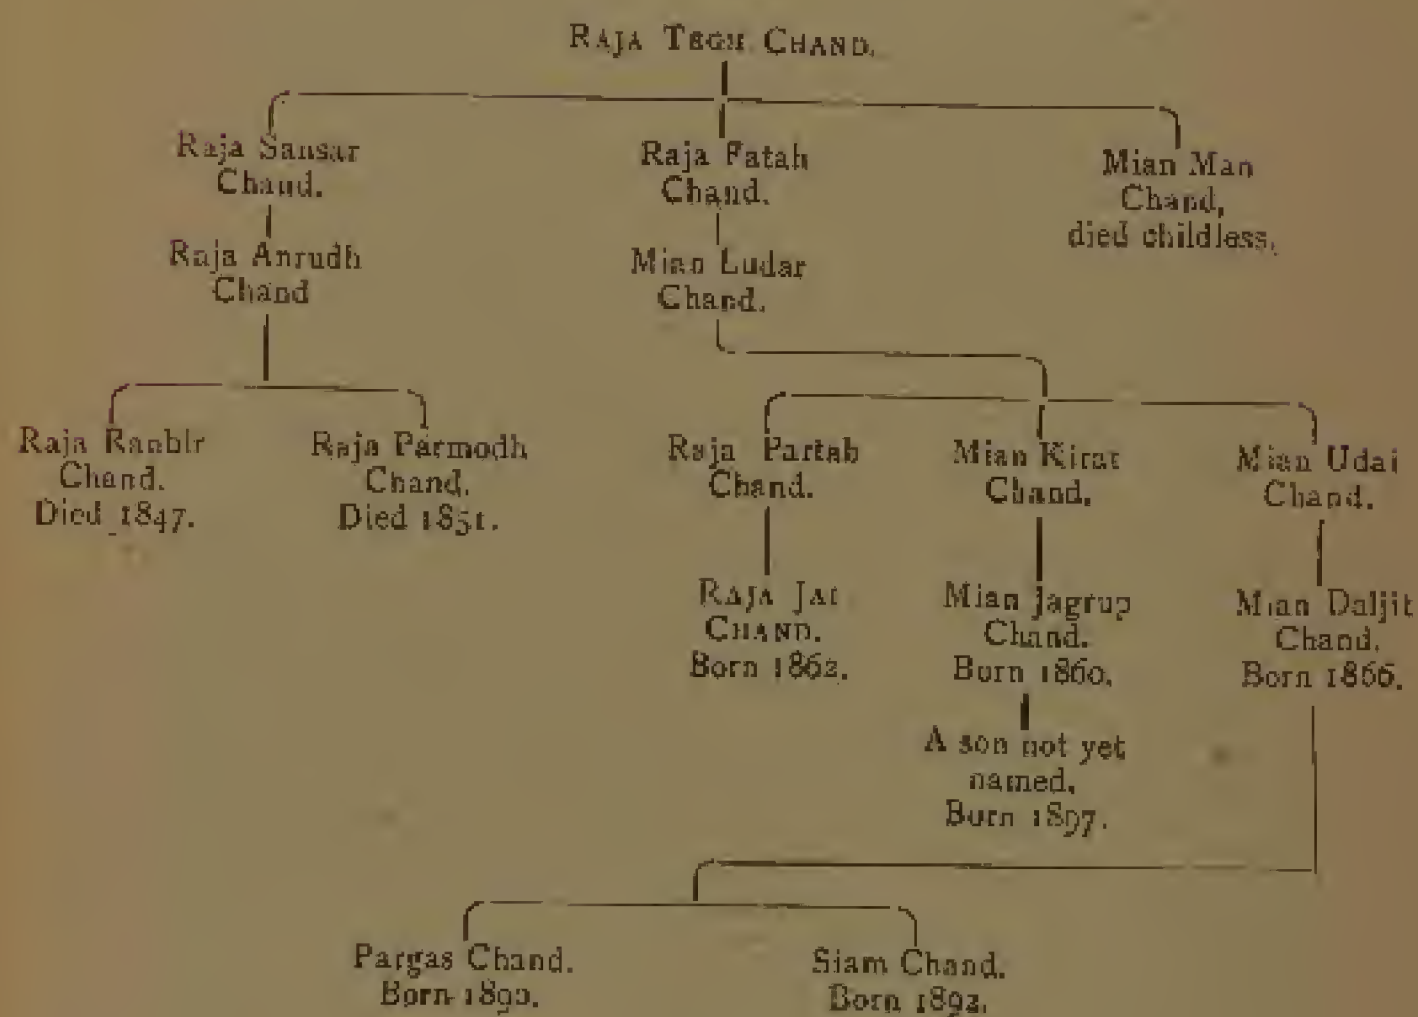 RAJA TEGH CHAND.
Raja Sansar
Chand.
Raja Fatah
Chand.
Mian Man
Chand,
died childless.
Raja Anrudh
Chand
Mian Ludar
Chand.
Raja Ranbir
Chand.
Died 1847.
Raja Parmodh
Chand.
Died 1851.
Raja Partab
Chand.
Mian Kirat
Chand.
Mian Udai
Chand.
RAJA JAI
CHAND.
Born 1862.
Mian Jagrup
Chand.
Born 1860.
Mian Daljit
Chand.
Born 1866.
A son not yet
named.
Born 1897.
Pargas Chand.
Born 1890.
Siam Chand.
Born 1892.